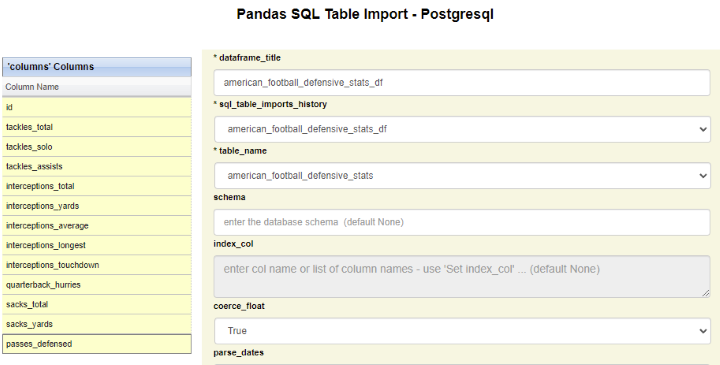 Pandas SQL Table Import - Postgresql
'columns' Columns
Column Name
id
tackles_total
tackles_solo
tackles_assists
interceptions_total
interceptions_yards
interceptions_average
interceptions_longest
interceptions_touchdown
quarterback_hurries
sacks_total
sacks_yards
passes_defensed
* dataframe_title
american_football_defensive_stats_df
* sql_table_imports_history
american_football_defensive_stats_df
* table_name
american_football_defensive_stats
schema
enter the database schema (default None)
index_col
enter col name or list of column names - use 'Set index_col' ... (default None)
coerce_float
True
parse_dates